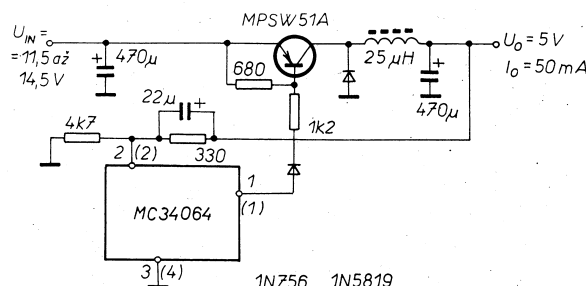 MPSW51A
U_IN =
= 11,5 až
14,5 V
470µ
680
25 µH
U_O = 5V
I_O = 50 mA
470µ
22µ
4k7
330
1k2
2 (2)
1
(1)
MC34064
3 (4)
1N756 1N5819